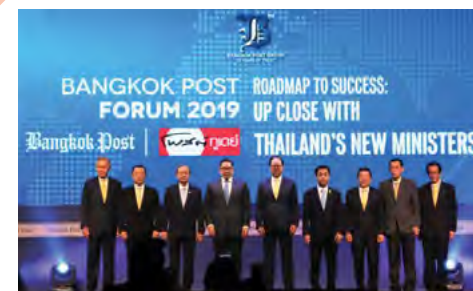 BANGKOK POST
FORUM 2019
ROADMAP TO SUCCESS:
UP CLOSE WITH
THAILAND'S NEW MINISTERS
Bangkok Post
โพสต์ทูเดย์